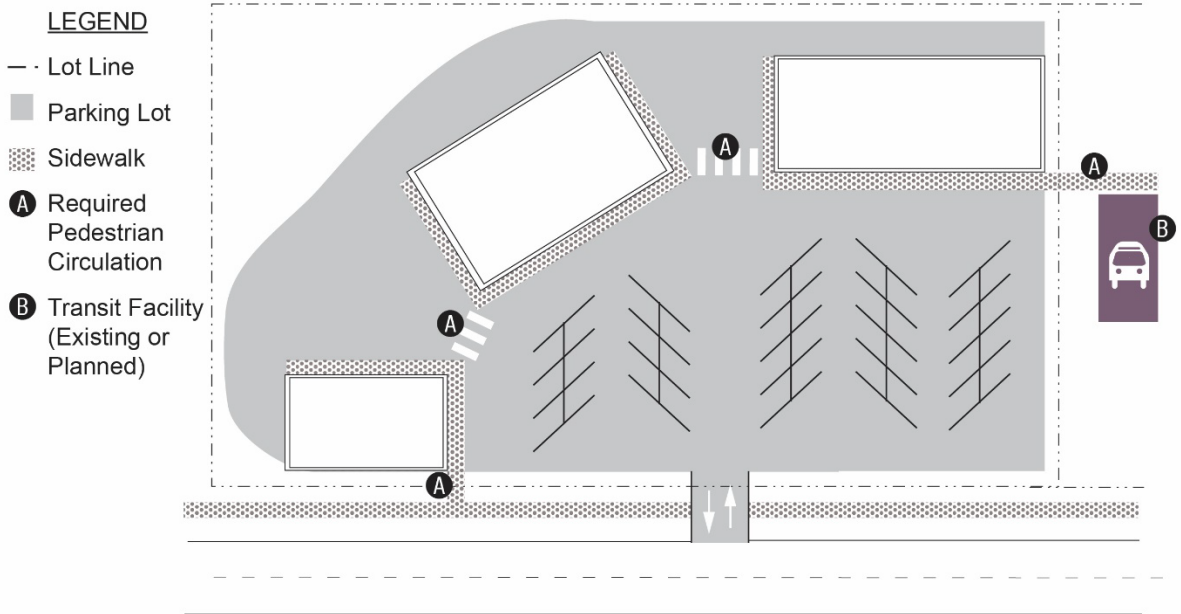 LEGEND
Lot Line
Parking Lot
Sidewalk
A Required
Pedestrian
Circulation
B Transit Facility
(Existing or
Planned)
A
A
B
A
A